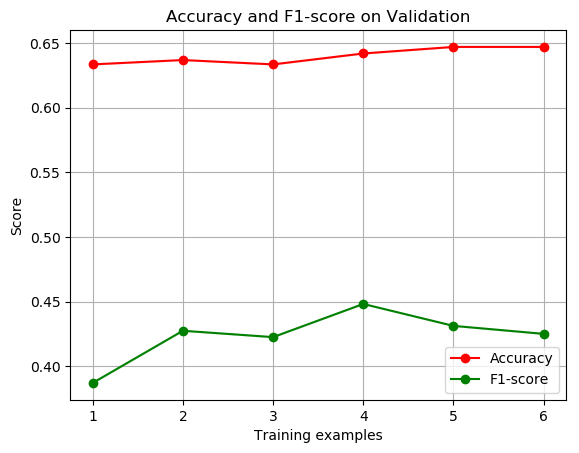 Accuracy and F1-score on Validation
0.65
0.60
0.55
0.50
0.45
0.40
Score
Accuracy
F1-score
1 2 3 4 5 6
Training examples